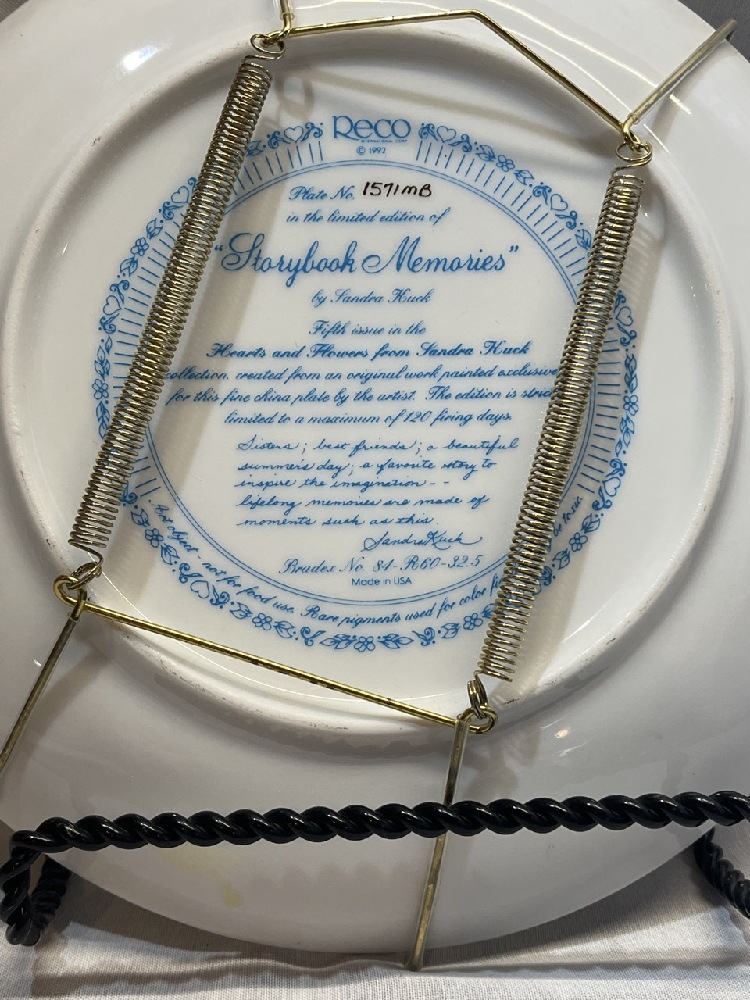 Reco
© 1992
Plate No. 1571MB
in the limited edition of
"Storybook Memories"
by Sandra Kuck
Fifth issue in the
Hearts and Flowers from Sandra Kuck
collection created from an original work painted
for this fine china plate by the artist. The edition is
limited to a maximum of 120 firing days.
Sisters; best friends; a beautiful
summer's day; a favorite story to
inspire the imagination --
lifelong memories are made of
moments such as this
Sandra Kuck
Bradex No. 84-R60-32.5
Made in USA
Art object - not for food use. Rare pigments used for color